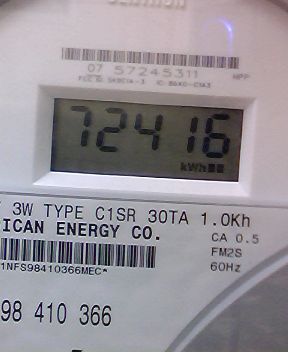 07 57245311 MPP
72416
kWh
3W TYPE C1SR 30TA 1.0Kh
ICAN ENERGY CO. CA 0.5
FM2S
1NFS98410366MEC* 60Hz
98 410 366